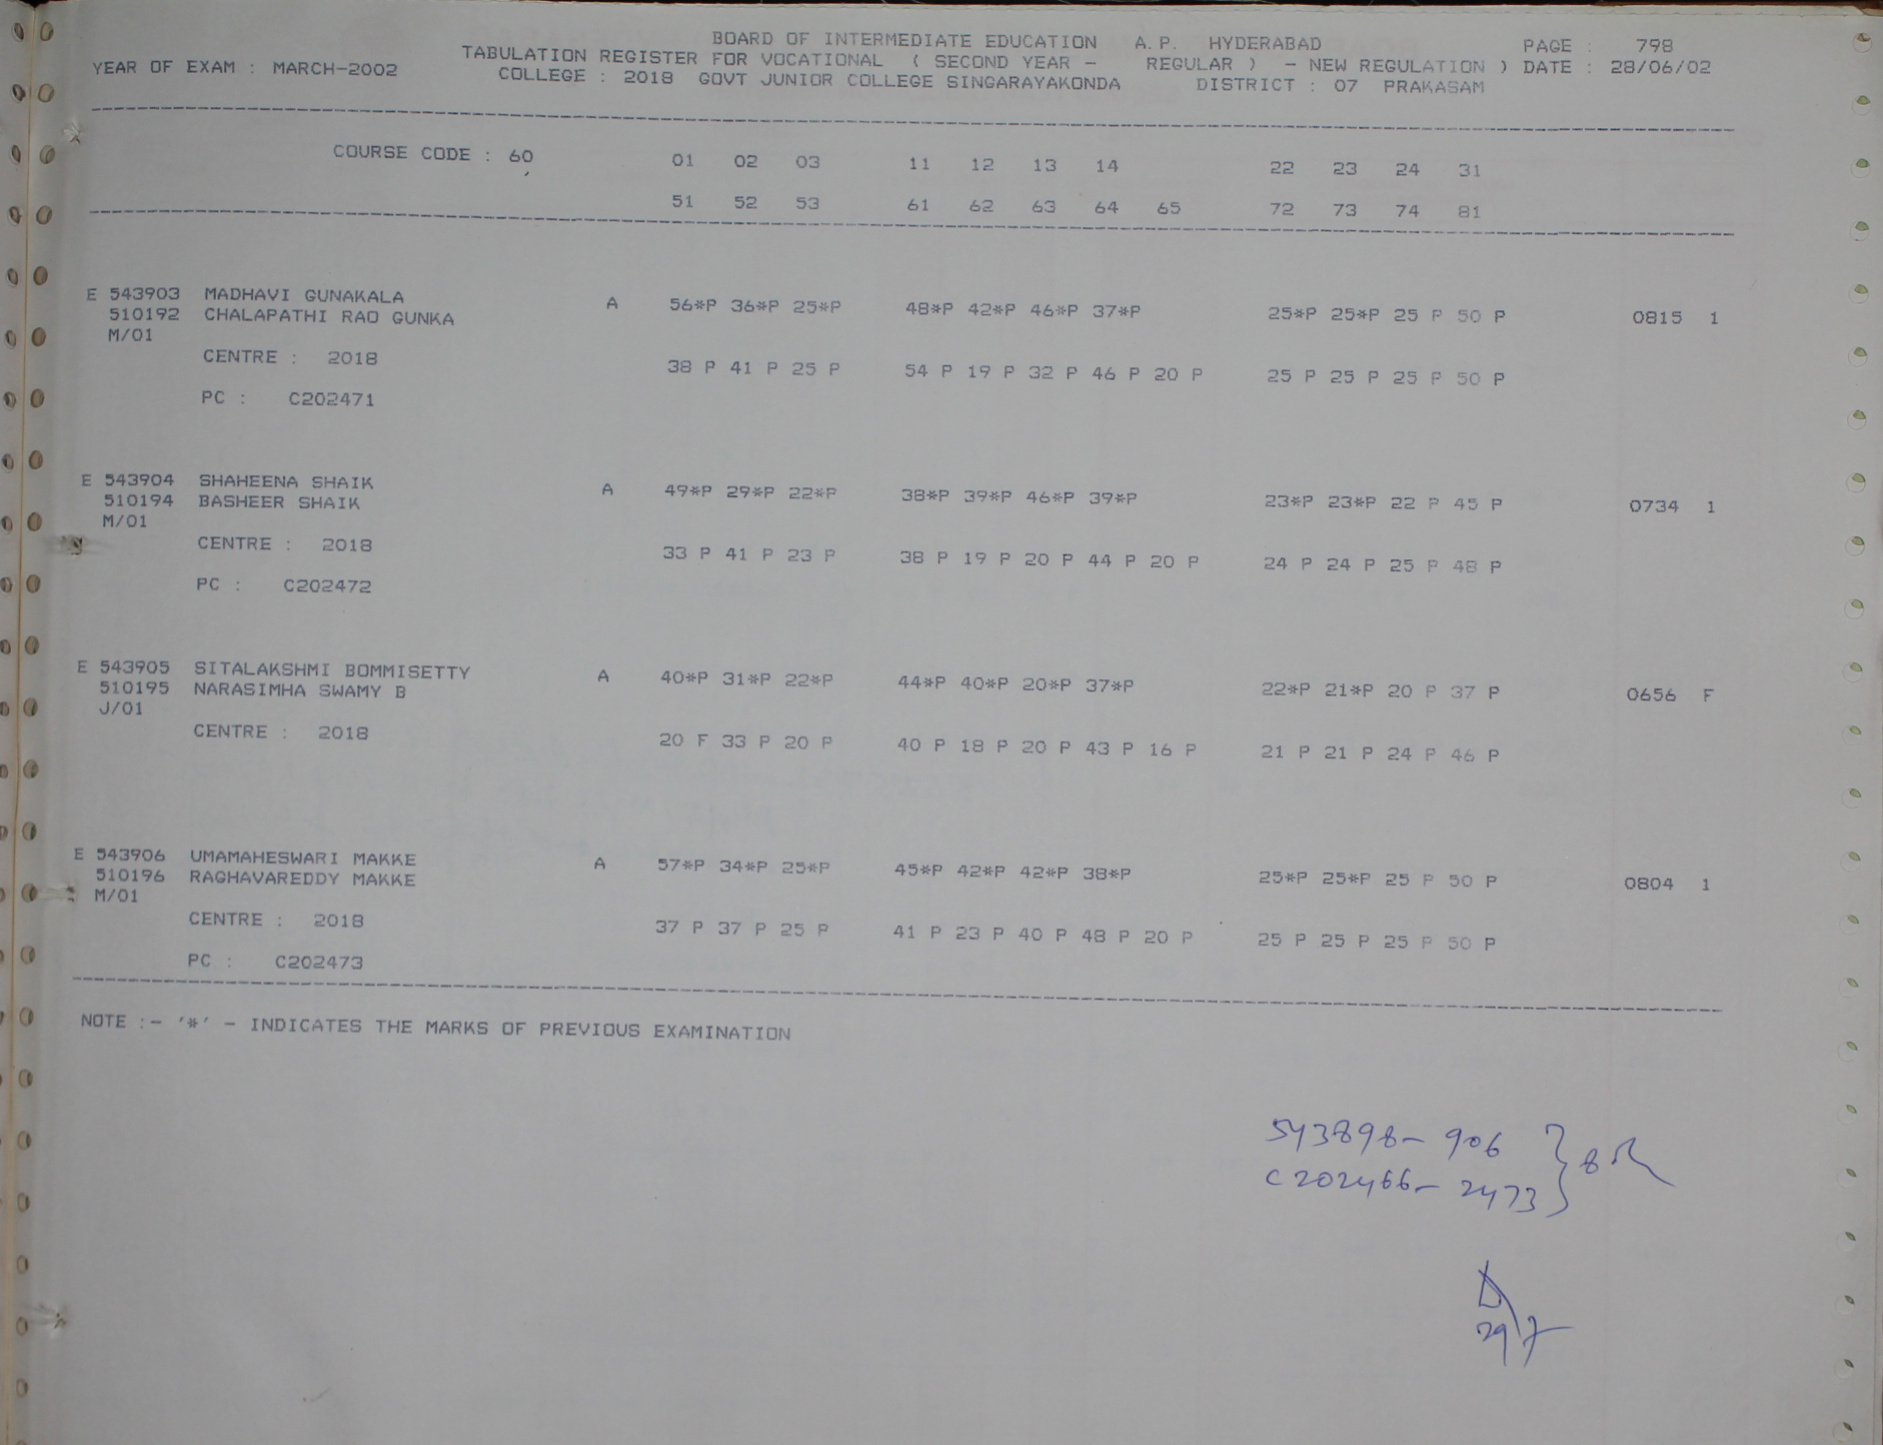 BOARD OF INTERMEDIATE EDUCATION A.P. HYDERABAD PAGE : 798
YEAR OF EXAM : MARCH-2002 TABULATION REGISTER FOR VOCATIONAL ( SECOND YEAR - REGULAR ) - NEW REGULATION ) DATE : 28/06/02
COLLEGE : 2018 GOVT JUNIOR COLLEGE SINGARAYAKONDA DISTRICT : 07 PRAKASAM
COURSE CODE : 60 01 02 03 11 12 13 14 22 23 24 31
51 52 53 61 62 63 64 65 72 73 74 81
E 543903 MADHAVI GUNAKALA A 56*P 36*P 25*P 48*P 42*P 46*P 37*P 25*P 25*P 25 P 50 P 0815 1
510192 CHALAPATHI RAO GUNKA
M/01
CENTRE : 2018 38 P 41 P 25 P 54 P 19 P 32 P 46 P 20 P 25 P 25 P 25 P 50 P
PC : C202471
E 543904 SHAHEENA SHAIK A 49*P 29*P 22*P 38*P 39*P 46*P 39*P 23*P 23*P 22 P 45 P 0734 1
510194 BASHEER SHAIK
M/01
CENTRE : 2018 33 P 41 P 23 P 38 P 19 P 20 P 44 P 20 P 24 P 24 P 25 P 48 P
PC : C202472
E 543905 SITALAKSHMI BOMMISETTY A 40*P 31*P 22*P 44*P 40*P 20*P 37*P 22*P 21*P 20 P 37 P 0656 F
510195 NARASIMHA SWAMY B
J/01
CENTRE : 2018 20 F 33 P 20 P 40 P 18 P 20 P 43 P 16 P 21 P 21 P 24 P 46 P
E 543906 UMAMAHESWARI MAKKE A 57*P 34*P 25*P 45*P 42*P 42*P 38*P 25*P 25*P 25 P 50 P 0804 1
510196 RAGHAVAREDDY MAKKE
M/01
CENTRE : 2018 37 P 37 P 25 P 41 P 23 P 40 P 48 P 20 P 25 P 25 P 25 P 50 P
PC : C202473
NOTE :- '*' - INDICATES THE MARKS OF PREVIOUS EXAMINATION
543898- 906
C202466- 2473